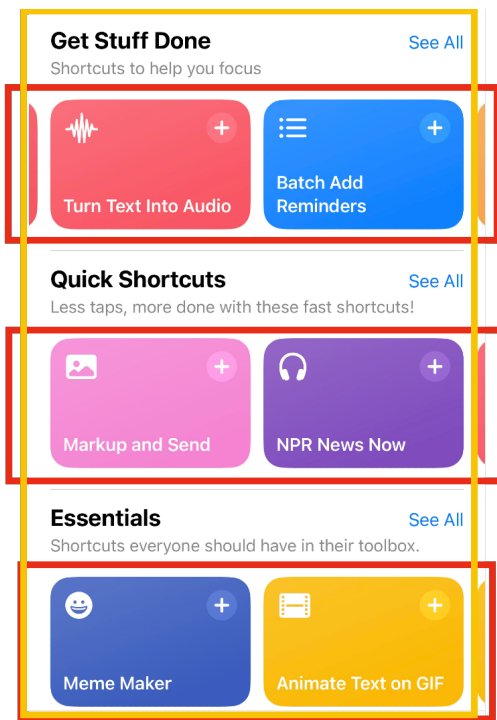 Get Stuff Done
See All
Shortcuts to help you focus
Turn Text Into Audio
Batch Add
Reminders
Quick Shortcuts
See All
Less taps, more done with these fast shortcuts!
Markup and Send
NPR News Now
Essentials
See All
Shortcuts everyone should have in their toolbox.
Meme Maker
Animate Text on GIF